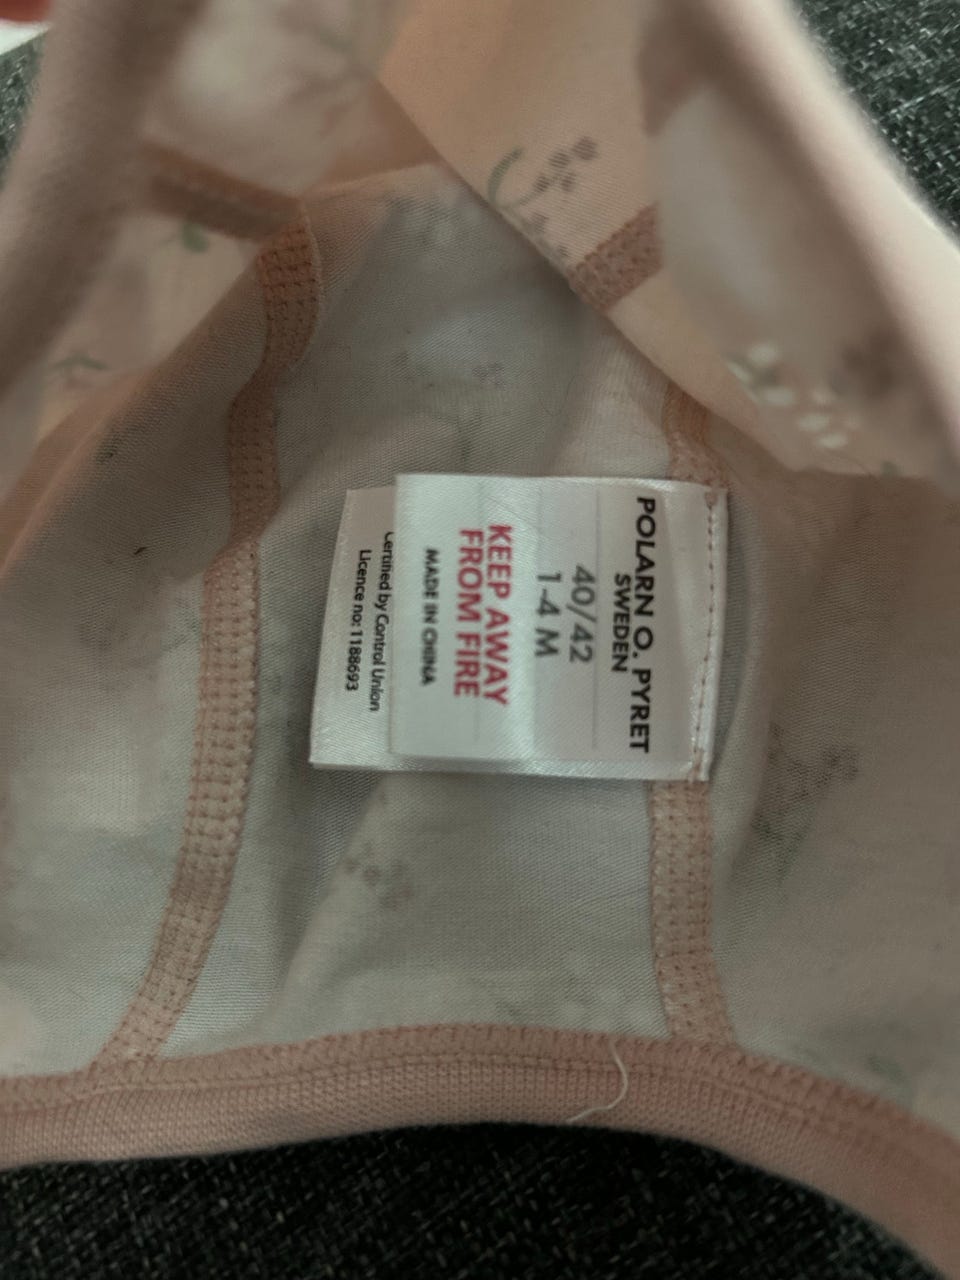 POLARN O. PYRET
SWEDEN
40/42
1-4 M
KEEP AWAY
FROM FIRE
MADE IN CHINA
Certified by Control Union
Licence no: 1188693